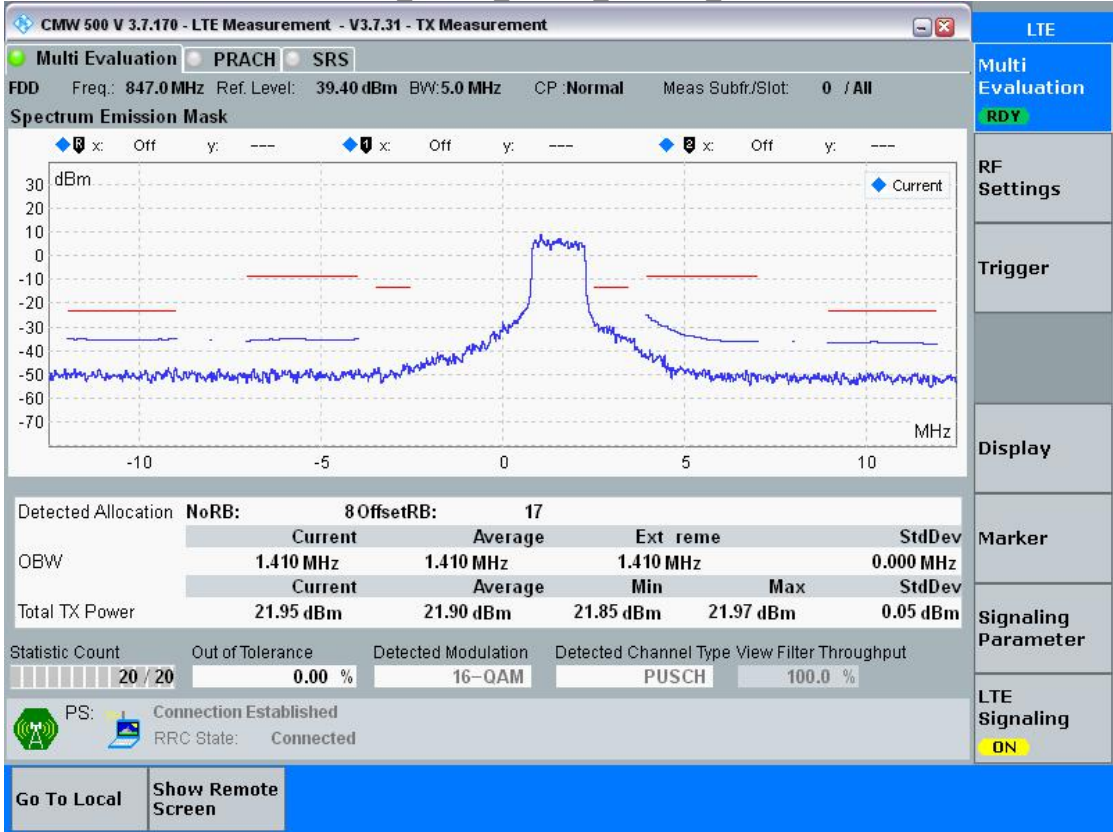 CMW 500 V 3.7.170 - LTE Measurement - V3.7.31 - TX Measurement
LTE
Multi Evaluation PRACH SRS
Multi
Evaluation
RDY
FDD Freq.: 847.0 MHz Ref. Level: 39.40 dBm BW:5.0 MHz CP :Normal Meas Subfr./Slot: 0 / All
Spectrum Emission Mask
R x: Off y: --- 1 x: Off y: --- 2 x: Off y: ---
dBm
Current
30
20
10
0
-10
-20
-30
-40
-50
-60
-70
MHz
-10 -5 0 5 10
RF
Settings
Trigger
Display
Marker
Signaling
Parameter
LTE
Signaling
ON
Detected Allocation NoRB: 8 OffsetRB: 17
Current Average Ext reme StdDev
OBW 1.410 MHz 1.410 MHz 1.410 MHz 0.000 MHz
Current Average Min Max StdDev
Total TX Power 21.95 dBm 21.90 dBm 21.85 dBm 21.97 dBm 0.05 dBm
Statistic Count Out of Tolerance Detected Modulation Detected Channel Type View Filter Throughput
20 / 20 0.00 % 16-QAM PUSCH 100.0 %
PS: Connection Established
RRC State: Connected
Go To Local
Show Remote
Screen